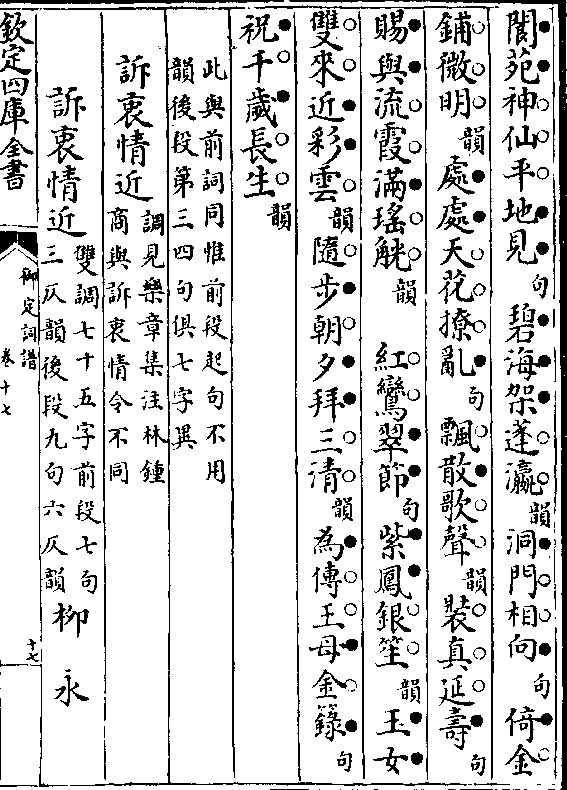 閬苑神仙平地見句碧海架蓬瀛韻洞門相向句倚金
鋪微明韻處處天花撩亂句飄散歌聲韻裝真延壽句
賜與流霞滿瑤觥韻 紅鸞翠節句紫鳳銀笙韻玉女
雙來近彩雲韻隨步朝夕拜三清韻為傳王母金籙句
祝千歲長生韻
此與前詞同惟前段起句不用
韻後段第三四句俱七字異
訴衷情近 調見樂章集注林鍾
商與訴衷情令不同
訴衷情近 雙調七十五字前段七句
三仄韻後段九句六仄韻 柳 永
欽定四庫全書
御定詞譜
卷十七
十七